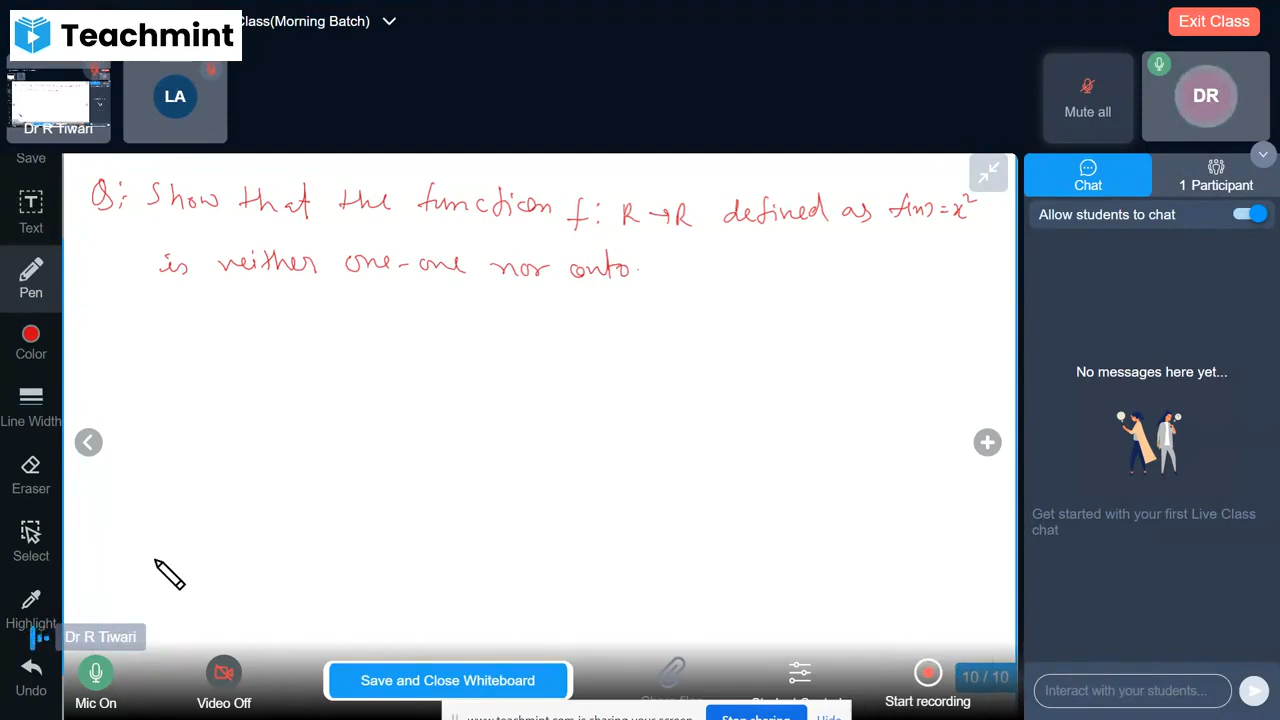 Class(Morning Batch)
Exit Class
Teachmint
LA
DR
Mute all
Dr R Tiwari
Save
Text
Pen
Color
Line Width
Eraser
Select
Highlight
Undo
Q: Show that the function f: R→R defined as f(x)=x²
is neither one-one nor onto.
Chat
1 Participant
Allow students to chat
No messages here yet...
Get started with your first Live Class
chat
Dr R Tiwari
Mic On
Video Off
Save and Close Whiteboard
Start recording
10 / 10
Interact with your students...
www.teachmint.com is sharing your screen.
Stop sharing
Hide